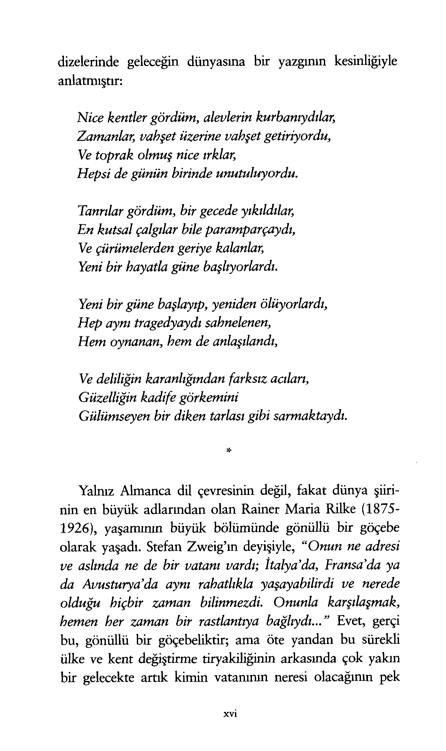 dizelerinde geleceğin dünyasına bir yazgının kesinliğiyle
anlatmıştır:
Nice kentler gördüm, alevlerin kurbanıydılar,
Zamanlar, vahşet üzerine vahşet getiriyordu,
Ve toprak olmuş nice ırklar,
Hepsi de günün birinde unutuluyordu.
Tanrılar gördüm, bir gecede yıkıldılar,
En kutsal çalgılar bile paramparçaydı,
Ve çürümelerden geriye kalanlar,
Yeni bir hayatla güne başlıyorlardı.
Yeni bir güne başlayıp, yeniden ölüyorlardı,
Hep aynı tragedyaydı sahnelenen,
Hem oynanan, hem de anlaşılandı,
Ve deliliğin karanlığından farksız acıları,
Güzelliğin kadife görkemini
Gülümseyen bir diken tarlası gibi sarmaktaydı.
*
Yalnız Almanca dil çevresinin değil, fakat dünya şiiri-
nin en büyük adlarından olan Rainer Maria Rilke (1875-
1926), yaşamının büyük bölümünde gönüllü bir göçebe
olarak yaşadı. Stefan Zweig'ın deyişiyle, "Onun ne adresi
ve aslında ne de bir vatanı vardı; İtalya'da, Fransa'da ya
da Avusturya'da aynı rahatlıkla yaşayabilirdi ve nerede
olduğu hiçbir zaman bilinmezdi. Onunla karşılaşmak,
hemen her zaman bir rastlantıya bağlıydı..." Evet, gerçi
bu, gönüllü bir göçebeliktir; ama öte yandan bu sürekli
ülke ve kent değiştirme tiryakiliğinin arkasında çok yakın
bir gelecekte artık kimin vatanının neresi olacağının pek
xvi